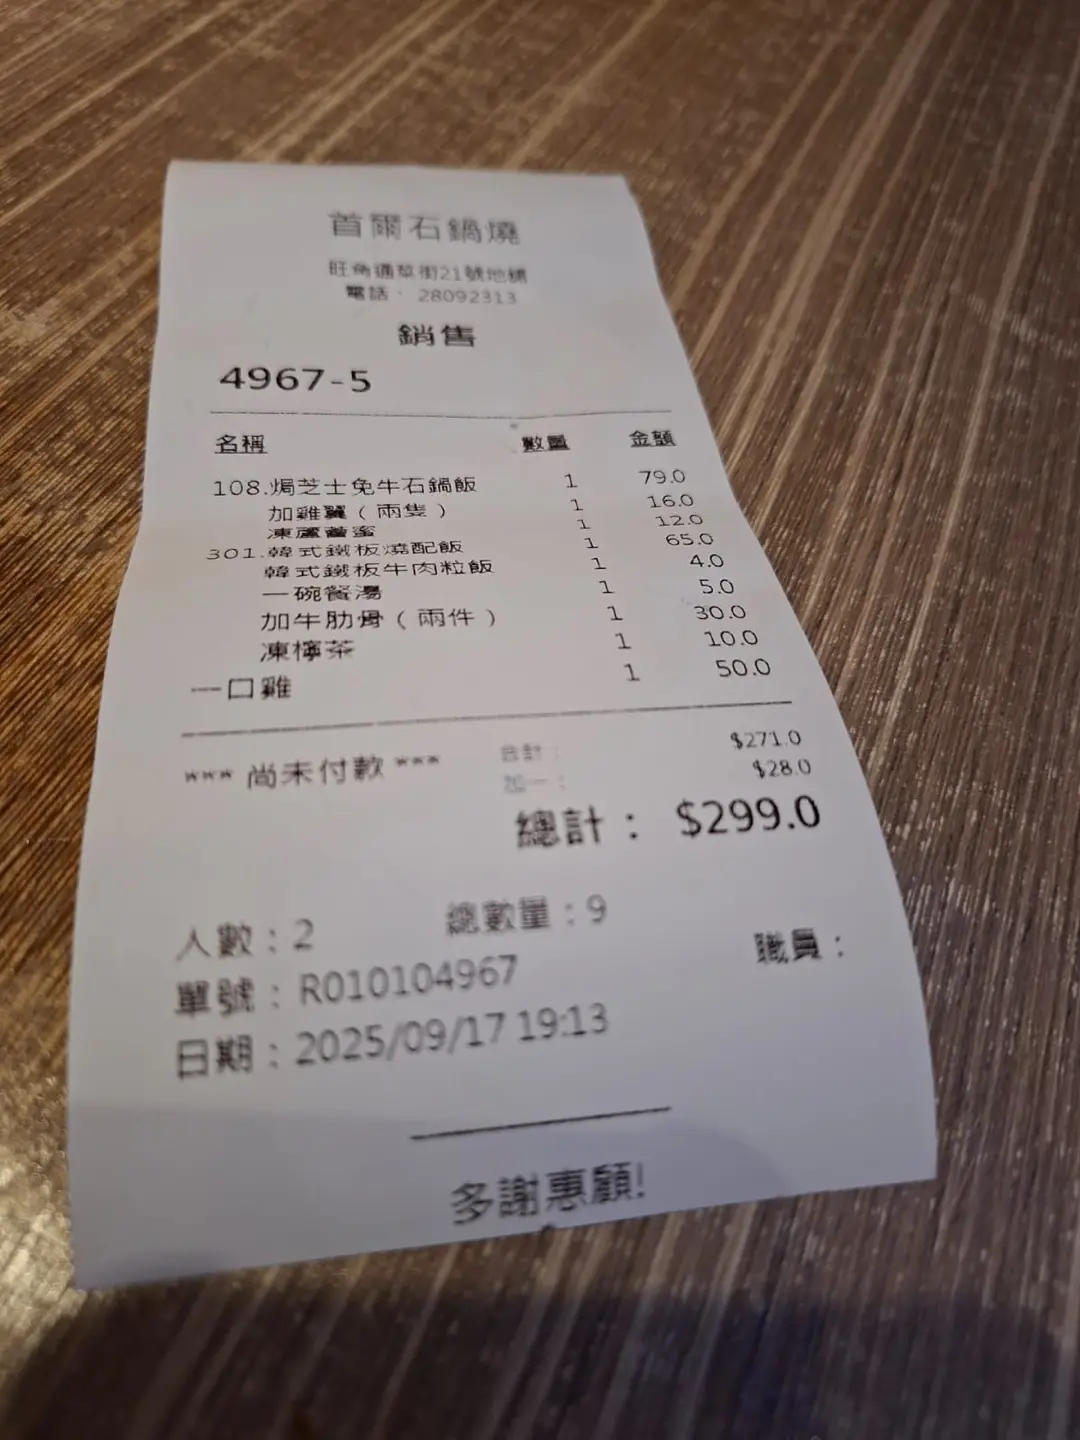 首爾石鍋燒
旺角通菜街21號地舖
電話： 28092313
銷售
4967-5
名稱 數量 金額
108.焗芝士免牛石鍋飯 1 79.0
加雞翼（兩隻） 1 16.0
凍蘆薈蜜 1 12.0
301.韓式鐵板燒配飯 1 65.0
韓式鐵板牛肉粒飯 1 4.0
一碗餐湯 1 5.0
加牛肋骨（兩件） 1 30.0
凍檸茶 1 10.0
一口雞 1 50.0
*** 尚未付款 *** 合計： $271.0
加一： $28.0
總計： $299.0
人數：2 總數量：9
單號：R010104967 職員：
日期：2025/09/17 19:13
多謝惠顧!